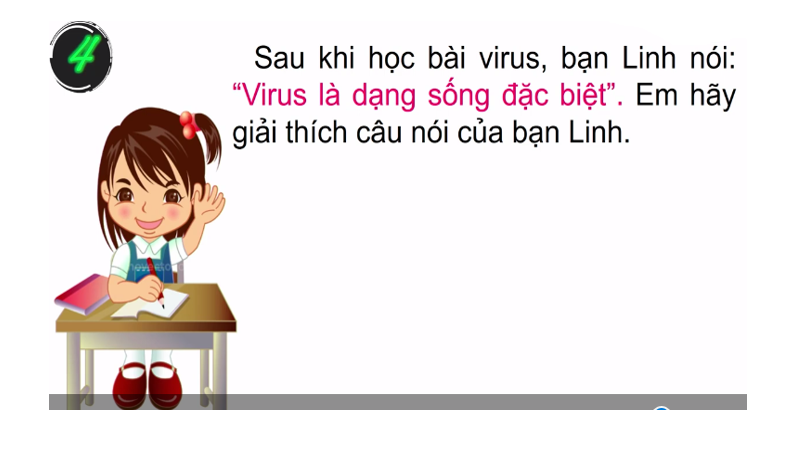 4
Sau khi học bài virus, bạn Linh nói:
“Virus là dạng sống đặc biệt”. Em hãy
giải thích câu nói của bạn Linh.